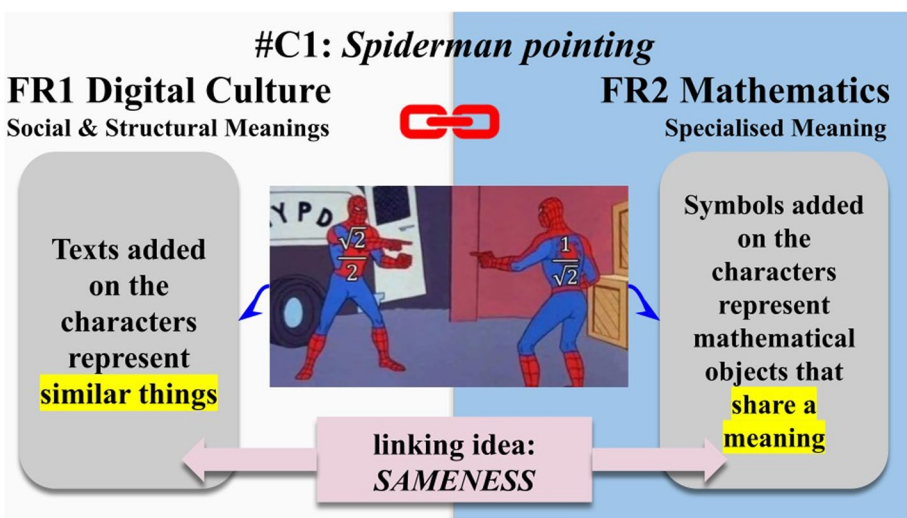 #C1: Spiderman pointing
FR1 Digital Culture
Social & Structural Meanings
FR2 Mathematics
Specialised Meaning
Texts added
on the
characters
represent
similar things
YPD
√2
2
1
√2
Symbols added
on the
characters
represent
mathematical
objects that
share a
meaning
linking idea:
SAMENESS